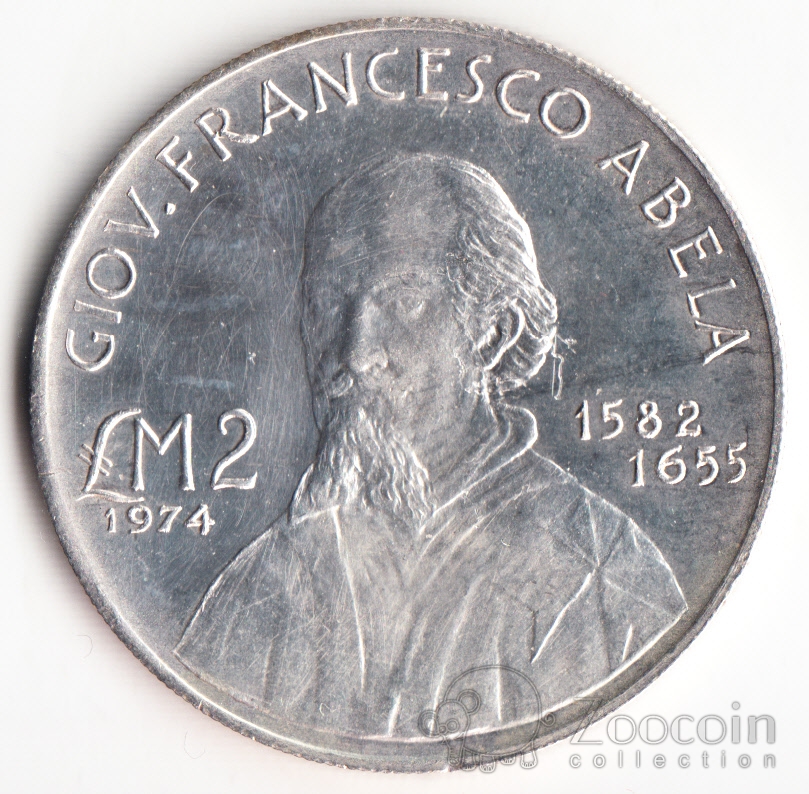 GIOV. FRANCESCO ABELA
£M2
1974
1582
1655
Zoocoin
collection